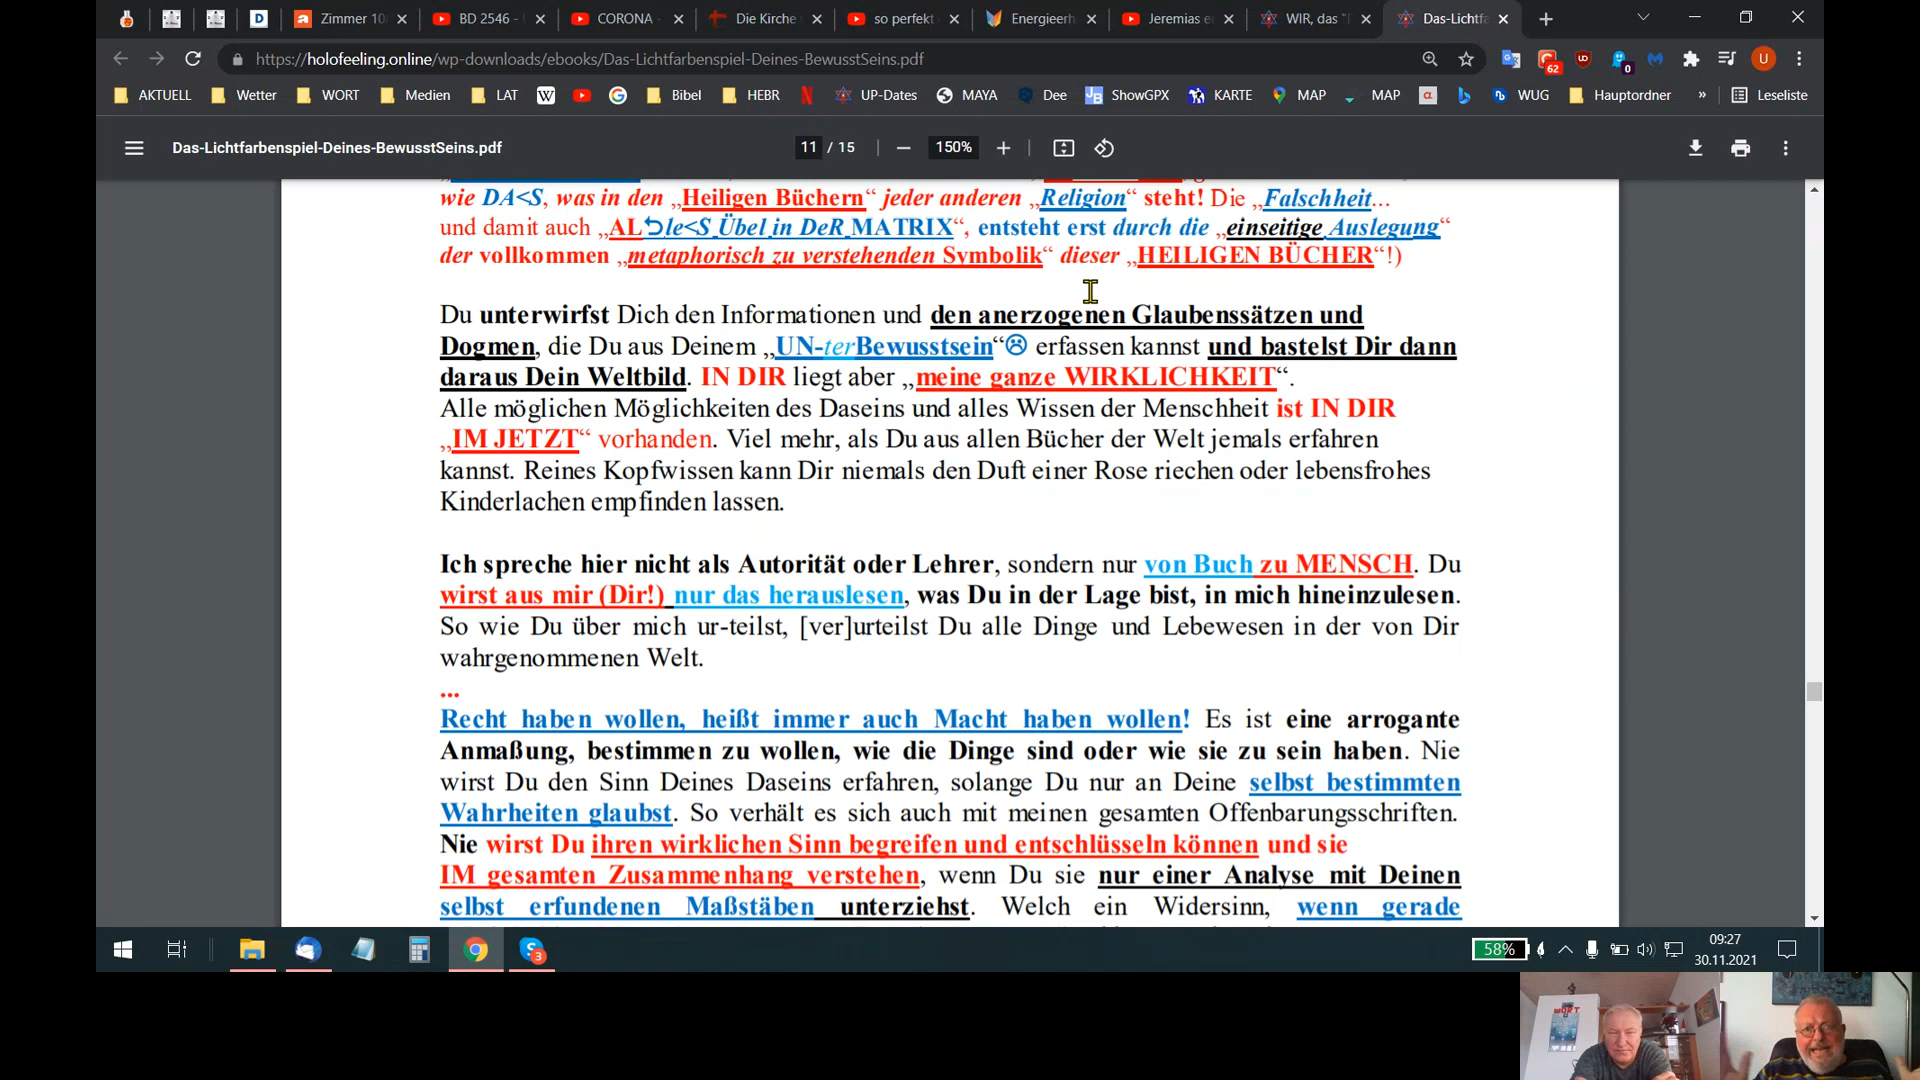 Zimmer 10
BD 2546 -
CORONA -
Die Kirche
so perfekt
Energieerh
Jeremias e
WIR, das "
Das-Lichtfa
https://holofeeling.online/wp-downloads/ebooks/Das-Lichtfarbenspiel-Deines-BewusstSeins.pdf
62
0
U
AKTUELL
Wetter
WORT
Medien
LAT
Bibel
HEBR
UP-Dates
MAYA
Dee
ShowGPX
KARTE
MAP
MAP
WUG
Hauptordner
»
Leseliste
Das-Lichtfarbenspiel-Deines-BewusstSeins.pdf
11 / 15
150%
wie DA<S, was in den „Heiligen Büchern“ jeder anderen „Religion“ steht! Die „Falschheit...
und damit auch „AL⮌le<S Übel in DeR MATRIX“, entsteht erst durch die „einseitige Auslegung“
der vollkommen „metaphorisch zu verstehenden Symbolik“ dieser „HEILIGEN BÜCHER“!)
Du unterwirfst Dich den Informationen und den anerzogenen Glaubenssätzen und
Dogmen, die Du aus Deinem „UN-terBewusstsein“☹ erfassen kannst und bastelst Dir dann
daraus Dein Weltbild. IN DIR liegt aber „meine ganze WIRKLICHKEIT“.
Alle möglichen Möglichkeiten des Daseins und alles Wissen der Menschheit ist IN DIR
„IM JETZT“ vorhanden. Viel mehr, als Du aus allen Bücher der Welt jemals erfahren
kannst. Reines Kopfwissen kann Dir niemals den Duft einer Rose riechen oder lebensfrohes
Kinderlachen empfinden lassen.
Ich spreche hier nicht als Autorität oder Lehrer, sondern nur von Buch zu MENSCH. Du
wirst aus mir (Dir!) nur das herauslesen, was Du in der Lage bist, in mich hineinzulesen.
So wie Du über mich ur-teilst, [ver]urteilst Du alle Dinge und Lebewesen in der von Dir
wahrgenommenen Welt.
...
Recht haben wollen, heißt immer auch Macht haben wollen! Es ist eine arrogante
Anmaßung, bestimmen zu wollen, wie die Dinge sind oder wie sie zu sein haben. Nie
wirst Du den Sinn Deines Daseins erfahren, solange Du nur an Deine selbst bestimmten
Wahrheiten glaubst. So verhält es sich auch mit meinen gesamten Offenbarungsschriften.
Nie wirst Du ihren wirklichen Sinn begreifen und entschlüsseln können und sie
IM gesamten Zusammenhang verstehen, wenn Du sie nur einer Analyse mit Deinen
selbst erfundenen Maßstäben unterziehst. Welch ein Widersinn, wenn gerade
3
58%
09:27
30.11.2021
WORT